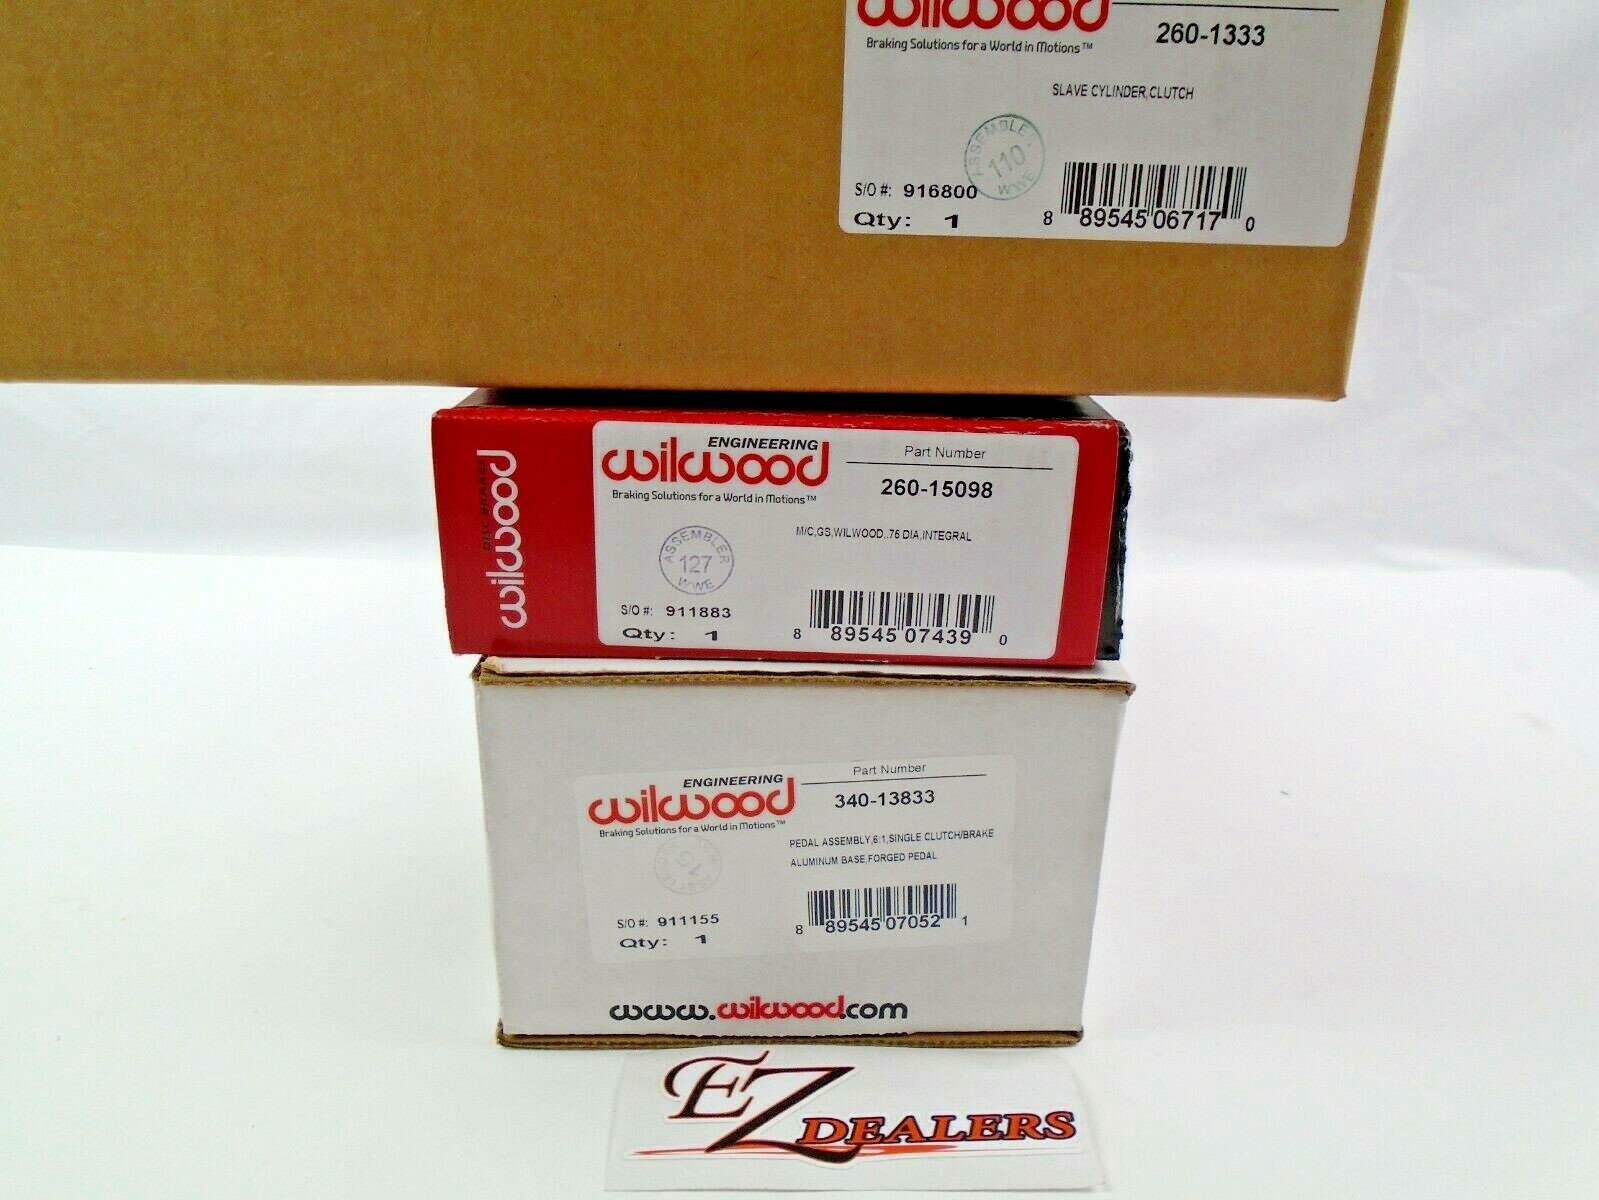 wilwood
Braking Solutions for a World in Motions™
260-1333
SLAVE CYLINDER,CLUTCH
ASSEMBLER
110
WWE
S/O #: 916800
Qty: 1
8 89545 06717 0
DISC BRAKES
wilwood
ENGINEERING
wilwood
Braking Solutions for a World in Motions™
Part Number
260-15098
M/C,GS,WILWOOD,.75 DIA,INTEGRAL
ASSEMBLER
127
WWE
S/O #: 911883
Qty: 1
8 89545 07439 0
ENGINEERING
wilwood
Braking Solutions for a World in Motions™
Part Number
340-13833
PEDAL ASSEMBLY,6:1,SINGLE CLUTCH/BRAKE
ALUMINUM BASE,FORGED PEDAL
15
S/O #: 911155
Qty: 1
8 89545 07052 1
www.wilwood.com
EZ
DEALERS